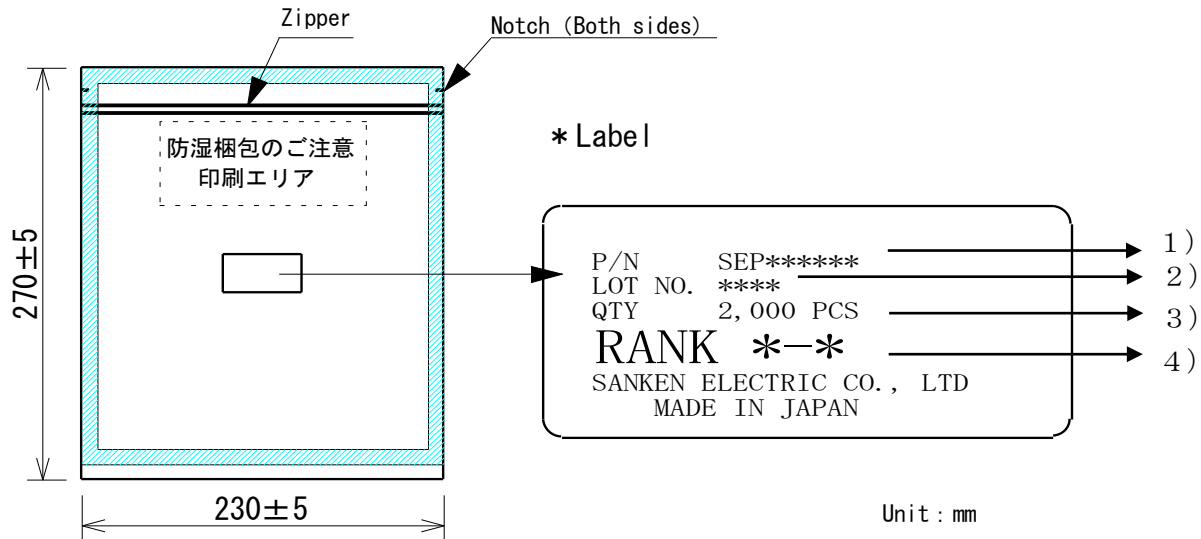 Zipper
Notch (Both sides)
防湿梱包のご注意
印刷エリア
270±5
230±5
*Label
P/N SEP******
LOT NO. ****
QTY 2,000 PCS
RANK *-*
SANKEN ELECTRIC CO., LTD
MADE IN JAPAN
1)
2)
3)
4)
Unit : mm